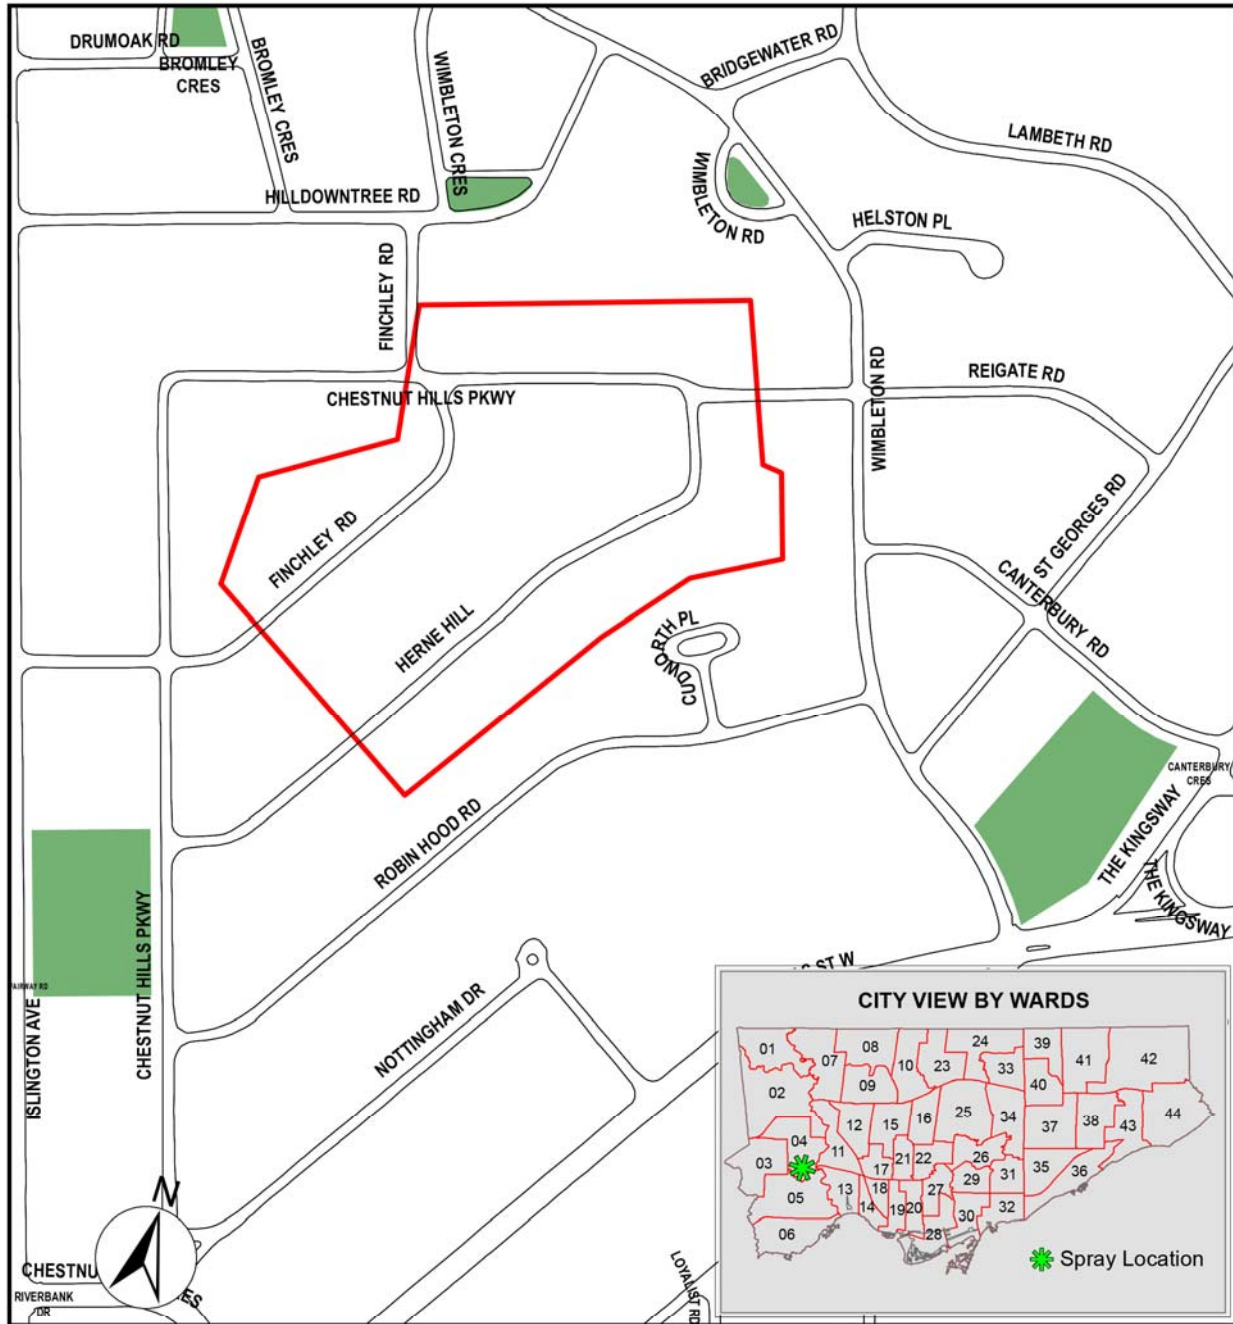 DRUMOAK RD
BROMLEY
CRES
BROMLEY CRES
WIMBLETON CRES
BRIDGEWATER RD
LAMBETH RD
HILLDOWNTREE RD
WIMBLETON RD
HELSTON PL
FINCHLEY RD
CHESTNUT HILLS PKWY
REIGATE RD
WIMBLETON RD
ST GEORGES RD
FINCHLEY RD
CANTERBURY RD
HERNE HILL
CUDWORTH PL
CANTERBURY
CRES
THE KINGSWAY
THE KINGSWAY
ROBIN HOOD RD
CHESTNUT HILLS PKWY
ISLINGTON AVE
FAIRWAY RD
NOTTINGHAM DR
ST W
CITY VIEW BY WARDS
01
02
03
04
05
06
07
08
09
10
11
12
13
14
15
16
17
18
19
20
21
22
23
24
25
26
27
28
29
30
31
32
33
34
35
36
37
38
39
40
41
42
43
44
Spray Location
N
RIVERBANK
DR
LOYALIST RD